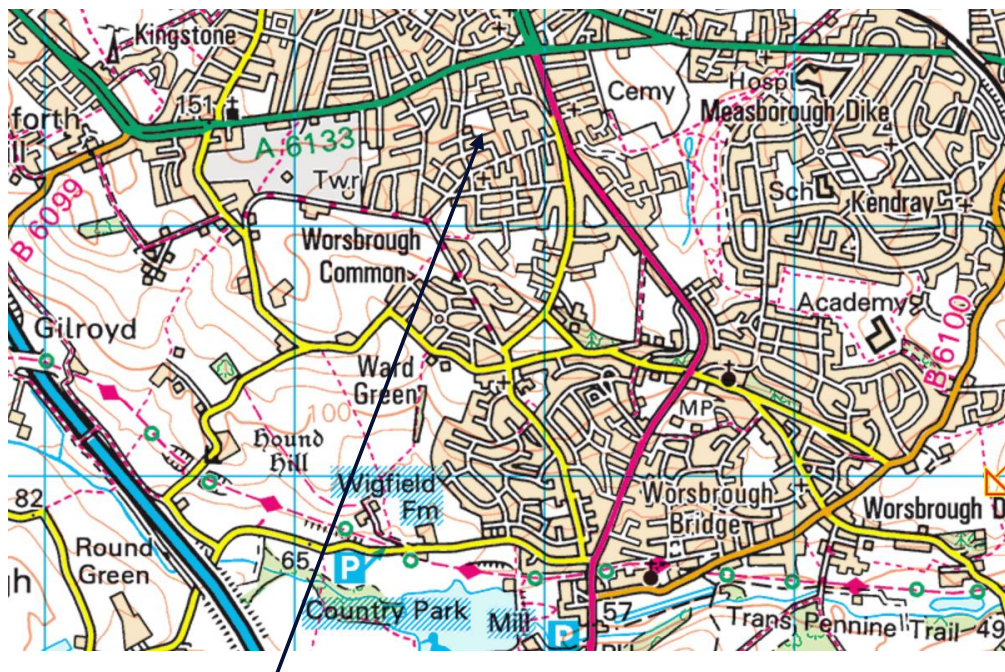 Kingstone
Hospl
Cemy
Measborough Dike
151
sforth
A 6133
Twr
Sch
Kendray
B 6099
Worsbrough
Common
Academy
Gilroyd
B 6100
Ward
Green
100
MP
Hound
Hill
Wigfield
Fm
82
Worsbrough
Bridge
Worsbrough D
Round
Green
65
P
gh
Country Park
Mill
57
P
Trans Pennine Trail
49